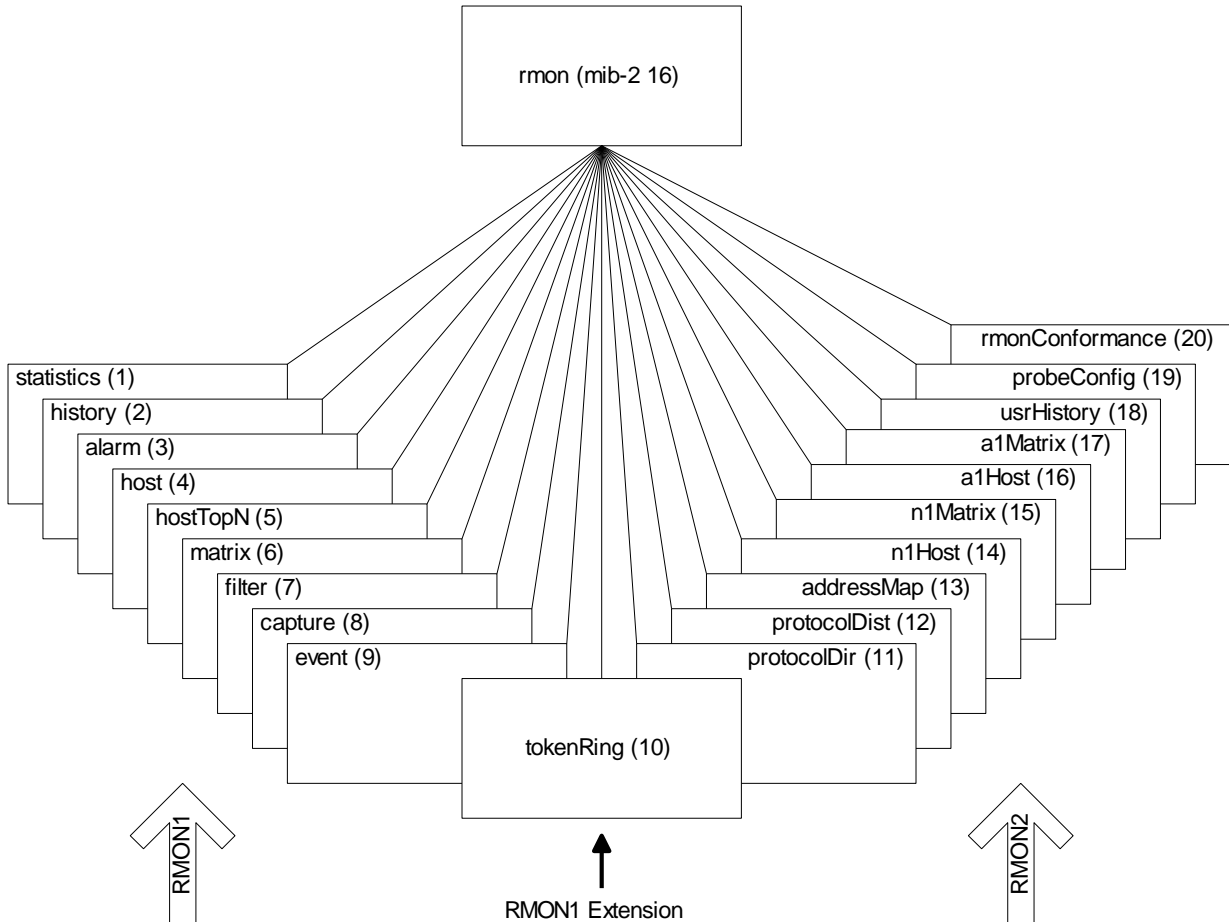 rmon (mib-2 16)
statistics (1)
history (2)
alarm (3)
host (4)
hostTopN (5)
matrix (6)
filter (7)
capture (8)
event (9)
tokenRing (10)
rmonConformance (20)
probeConfig (19)
usrHistory (18)
a1Matrix (17)
a1Host (16)
n1Matrix (15)
n1Host (14)
addressMap (13)
protocolDist (12)
protocolDir (11)
RMON1
RMON1 Extension
RMON2